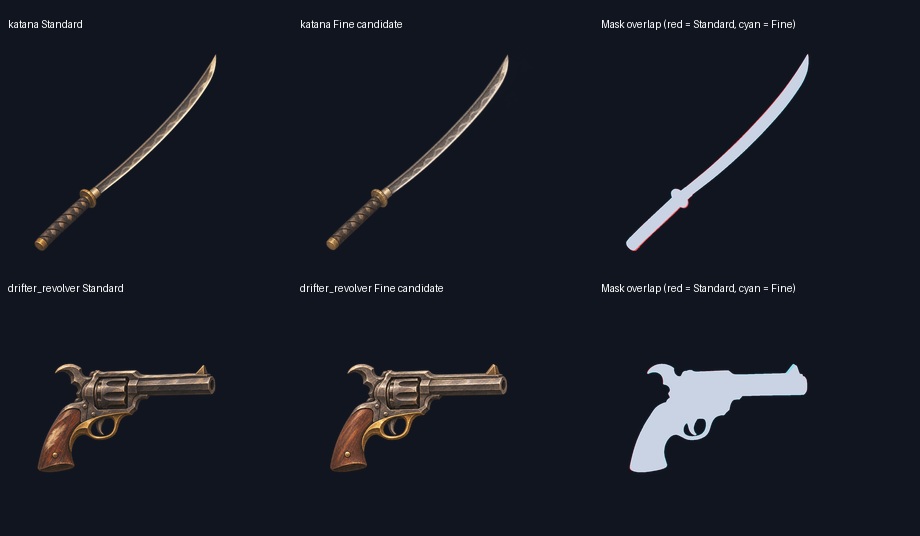 katana Standard
katana Fine candidate
Mask overlap (red = Standard, cyan = Fine)
drifter_revolver Standard
drifter_revolver Fine candidate
Mask overlap (red = Standard, cyan = Fine)